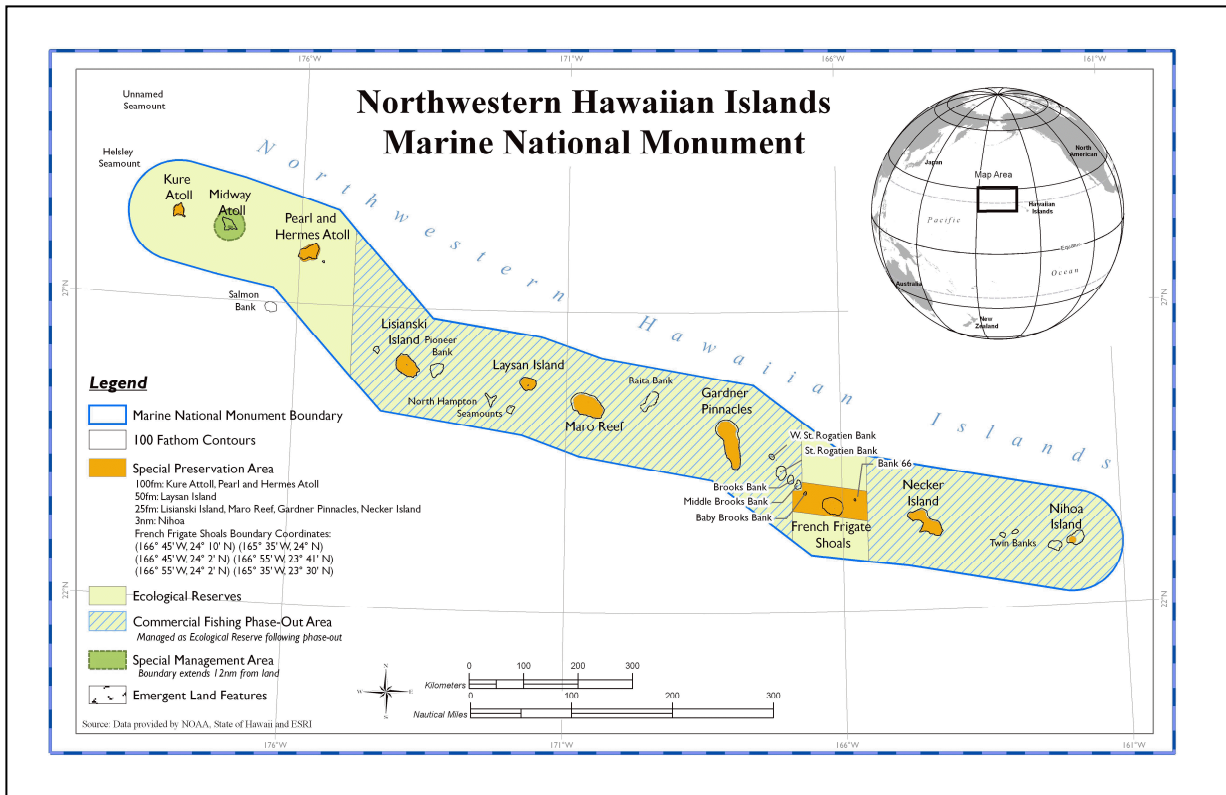 176°W
171°W
166°W
161°W
Northwestern Hawaiian Islands
Marine National Monument
Unnamed
Seamount
Helsley
Seamount
Kure
Atoll
Midway
Atoll
Pearl and
Hermes Atoll
Northwestern
Hawaiian
Islands
Japan
North
American
Map Area
Hawaiian
Islands
Pacific
Equator
Ocean
Australia
New
Zealand
27°N
27°N
Salmon
Bank
Lisianski
Island
Pioneer
Bank
Laysan Island
North Hampton
Seamounts
Maro Reef
Raita Bank
Gardner
Pinnacles
W. St. Rogatien Bank
St. Rogatien Bank
Bank 66
Brooks Bank
Middle Brooks Bank
Baby Brooks Bank
French Frigate
Shoals
Necker
Island
Nihoa
Island
Twin Banks
22°N
22°N
Legend
Marine National Monument Boundary
100 Fathom Contours
Special Preservation Area
100fm: Kure Attoll, Pearl and Hermes Atoll
50fm: Laysan Island
25fm: Lisianski Island, Maro Reef, Gardner Pinnacles, Necker Island
3nm: Nihoa
French Frigate Shoals Boundary Coordinates:
(166° 45' W, 24° 10' N) (165° 35' W, 24° N)
(166° 45' W, 24° 2' N) (166° 55' W, 23° 41' N)
(166° 55' W, 24° 2' N) (165° 35' W, 23° 30' N)
Ecological Reserves
Commercial Fishing Phase-Out Area
Managed as Ecological Reserve following phase-out
Special Management Area
Boundary extends 12nm from land
Emergent Land Features
Source: Data provided by NOAA, State of Hawaii and ESRI
N
W
E
S
0 100 200 300
Kilometers
0 100 200 300
Nautical Miles
176°W
171°W
166°W
161°W